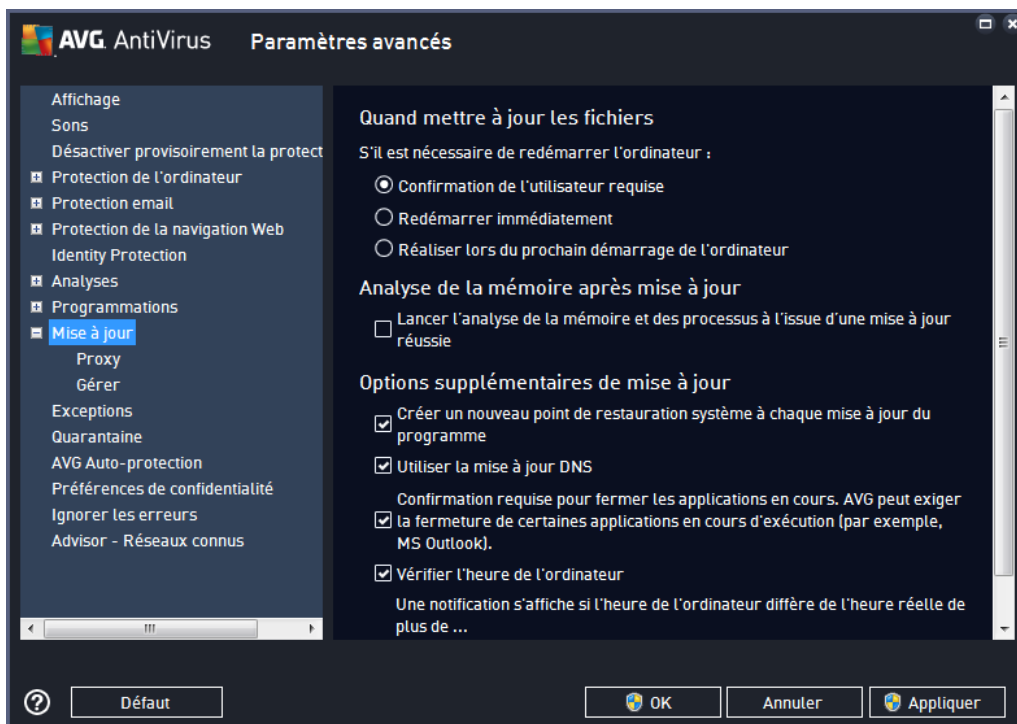 AVG. AntiVirus Paramètres avancés
Affichage
Sons
Désactiver provisoirement la protect
Protection de l'ordinateur
Protection email
Protection de la navigation Web
Identity Protection
Analyses
Programmations
Mise à jour
Proxy
Gérer
Exceptions
Quarantaine
AVG Auto-protection
Préférences de confidentialité
Ignorer les erreurs
Advisor - Réseaux connus
Quand mettre à jour les fichiers
S'il est nécessaire de redémarrer l'ordinateur :
Confirmation de l'utilisateur requise
Redémarrer immédiatement
Réaliser lors du prochain démarrage de l'ordinateur
Analyse de la mémoire après mise à jour
Lancer l'analyse de la mémoire et des processus à l'issue d'une mise à jour
réussie
Options supplémentaires de mise à jour
Créer un nouveau point de restauration système à chaque mise à jour du
programme
Utiliser la mise à jour DNS
Confirmation requise pour fermer les applications en cours. AVG peut exiger
la fermeture de certaines applications en cours d'exécution (par exemple,
MS Outlook).
Vérifier l'heure de l'ordinateur
Une notification s'affiche si l'heure de l'ordinateur diffère de l'heure réelle de
plus de ...
? Défaut OK Annuler Appliquer